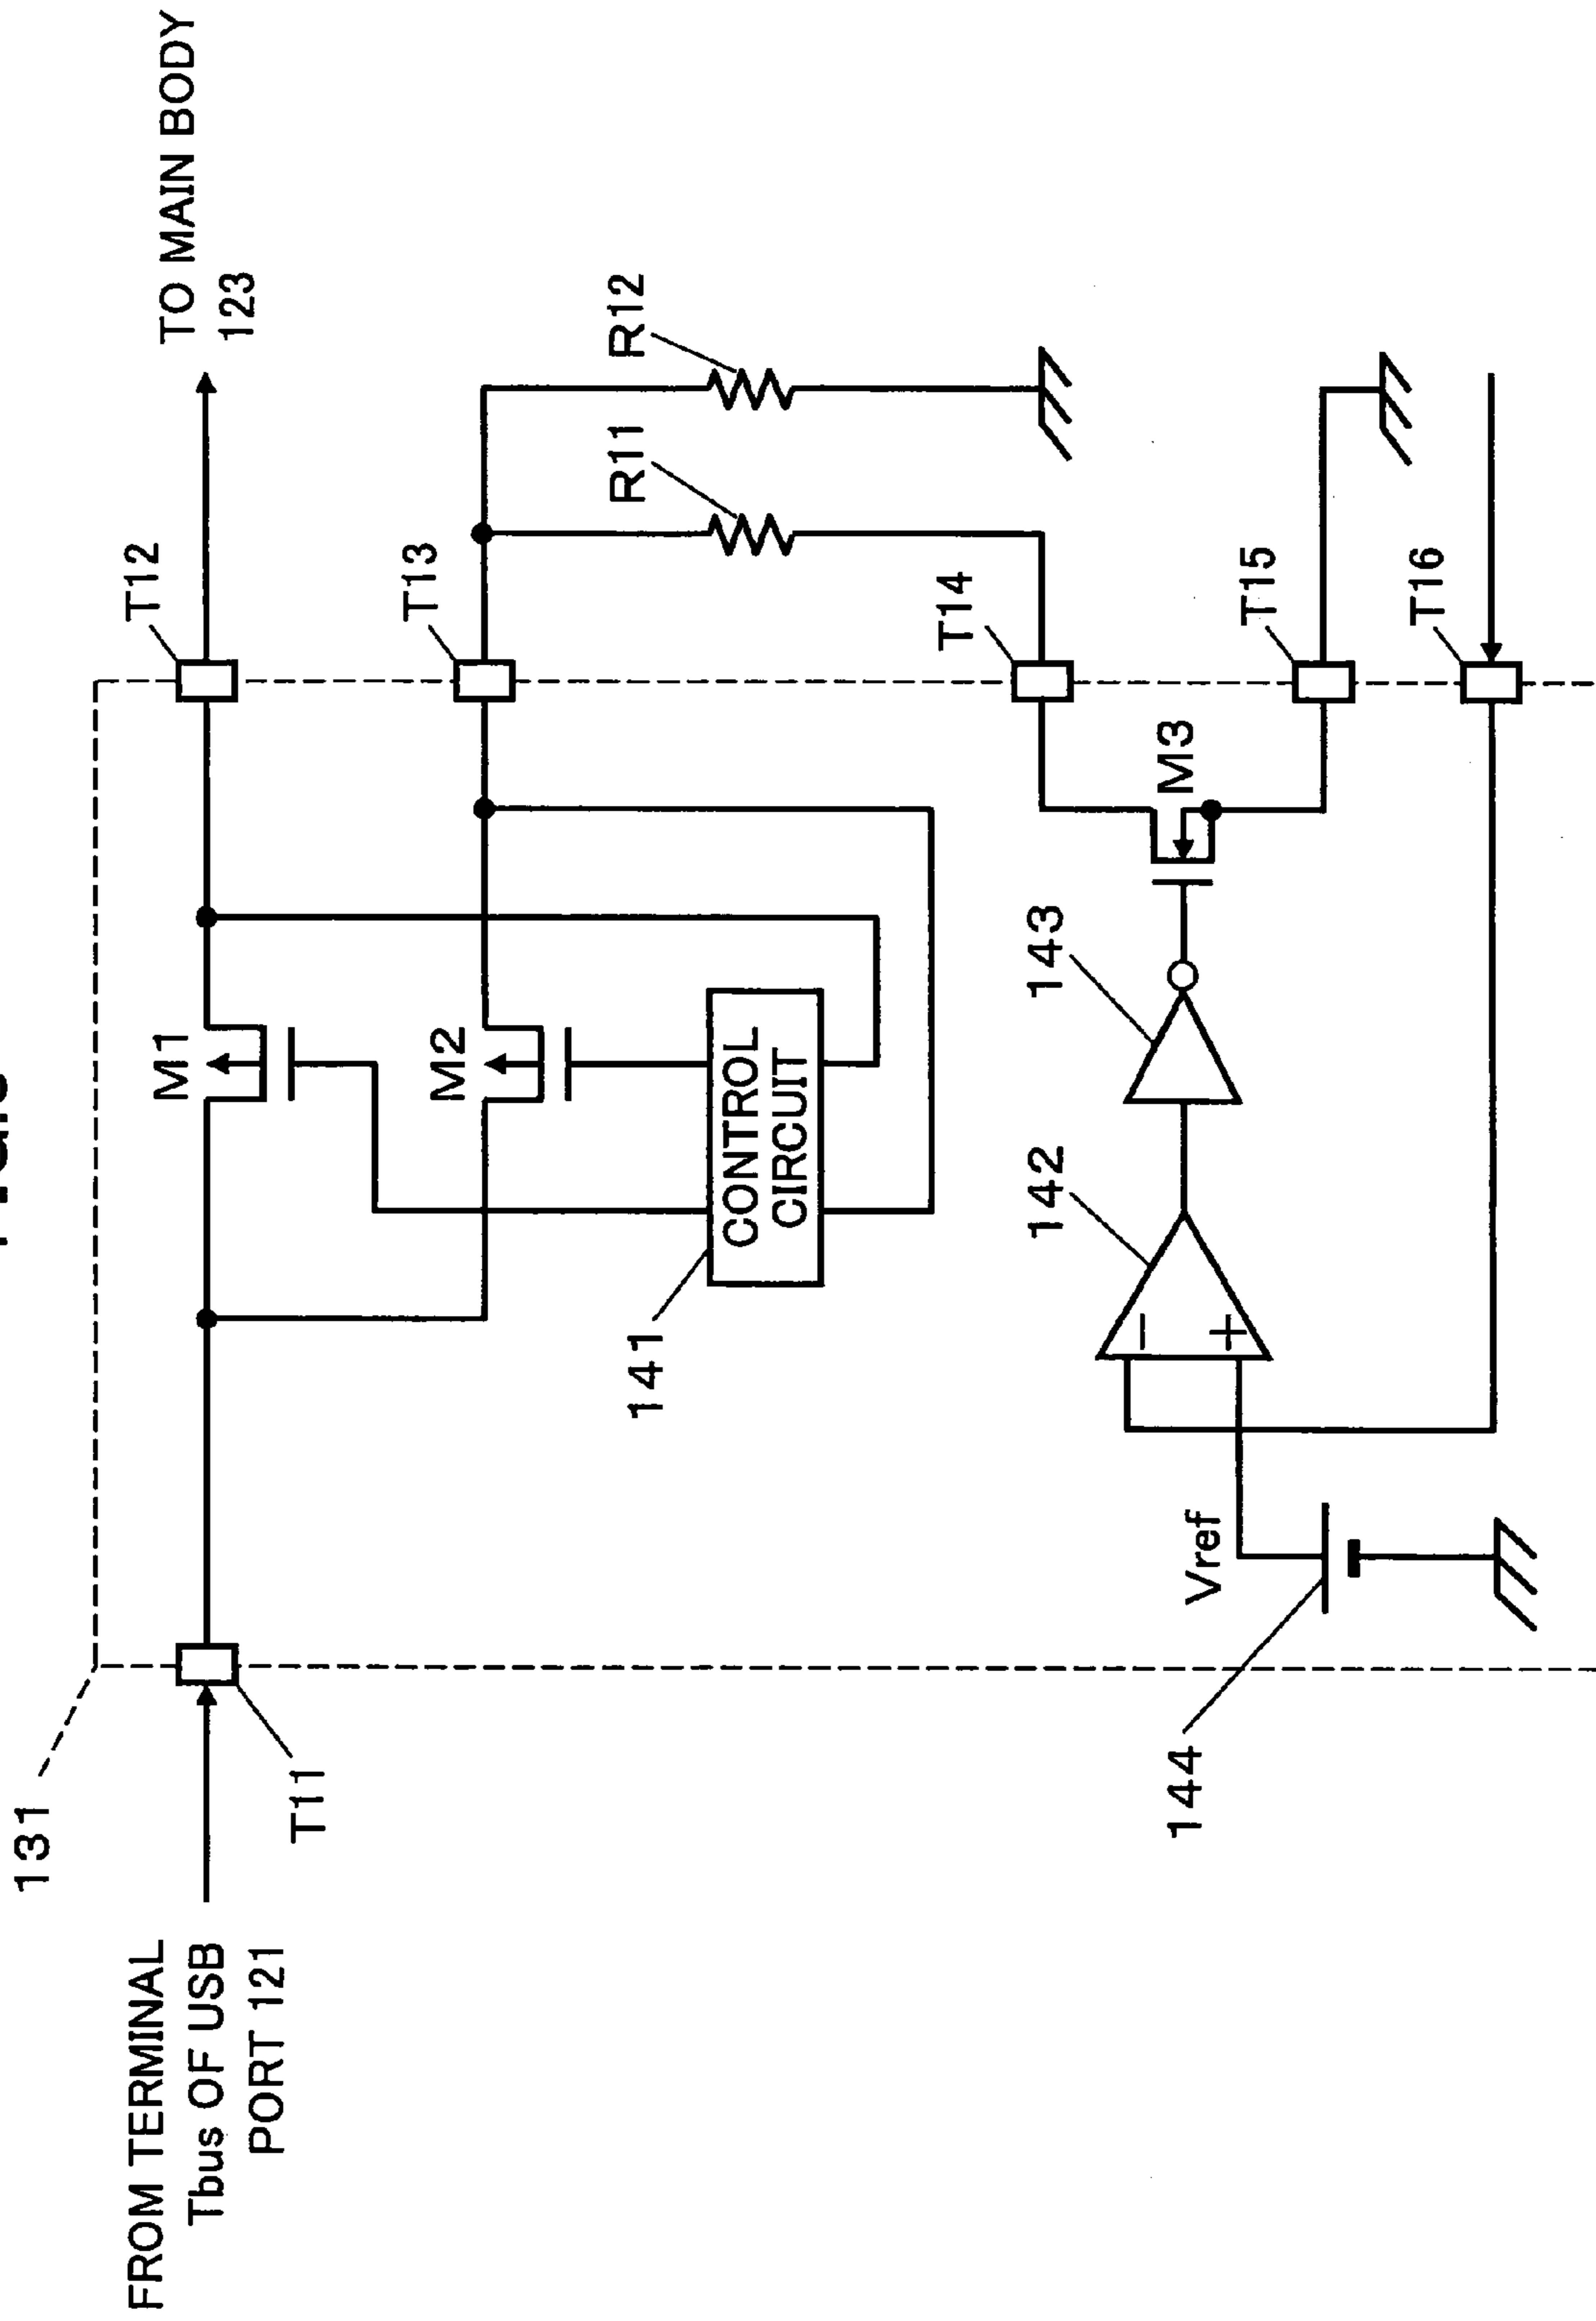 131
FROM TERMINAL
Tbus OF USB
PORT 121
T11
M1
T12
TO MAIN BODY
123
M2
T13
R11
R12
141
CONTROL
CIRCUIT
142
143
M3
T14
T15
T16
−
+
Vref
144